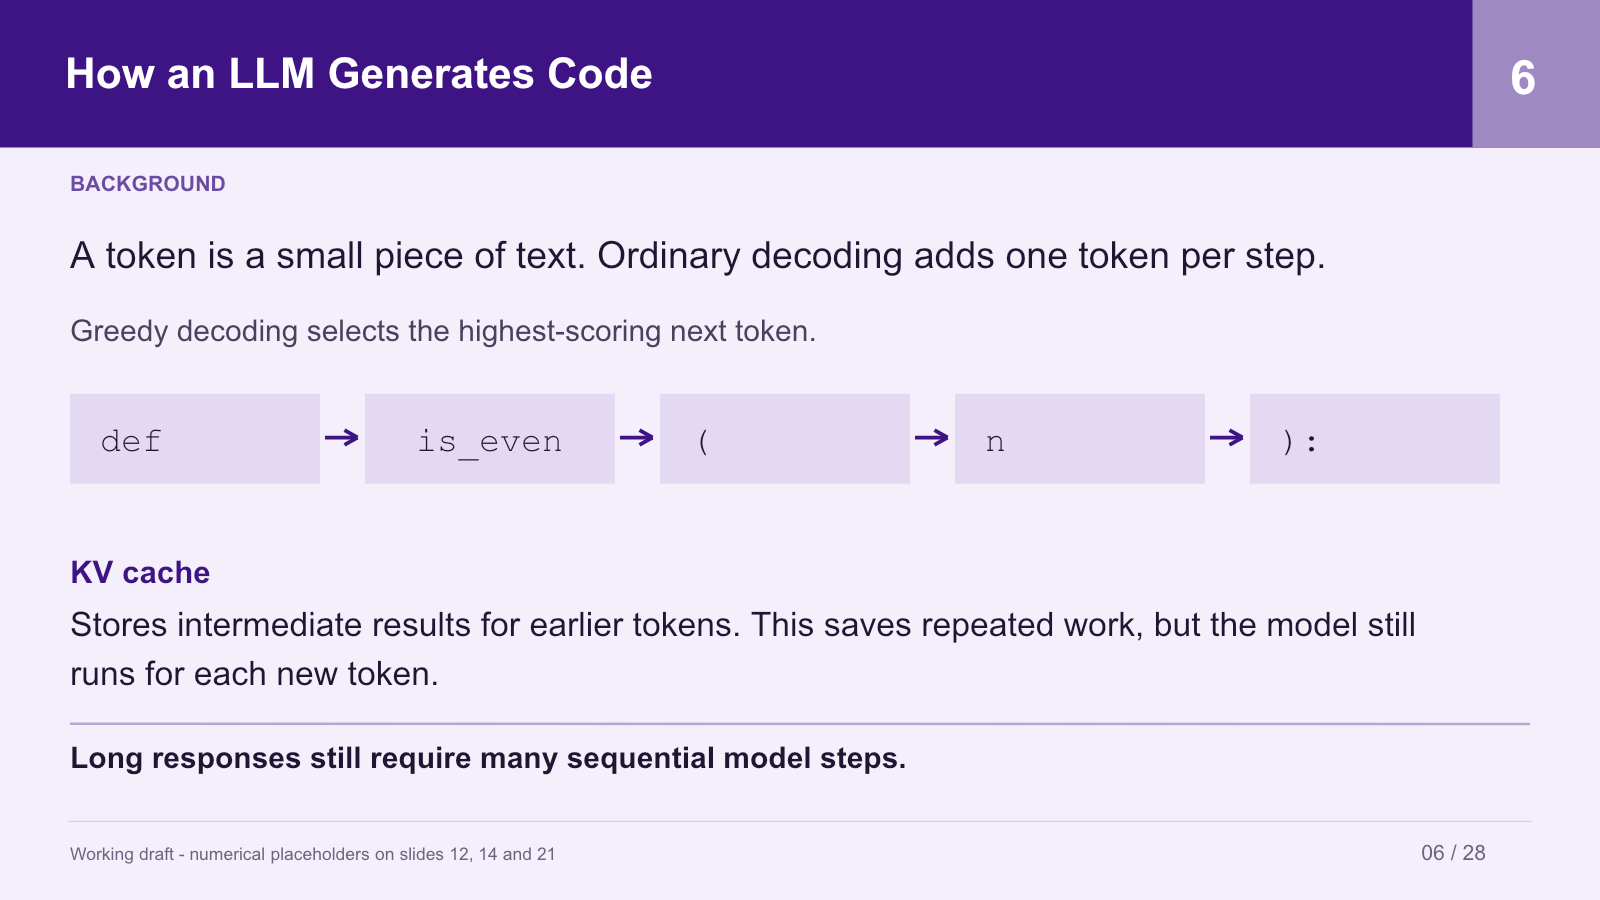 How an LLM Generates Code
6
BACKGROUND
A token is a small piece of text. Ordinary decoding adds one token per step.
Greedy decoding selects the highest-scoring next token.
def → is_even → ( → n → ):
KV cache
Stores intermediate results for earlier tokens. This saves repeated work, but the model still
runs for each new token.
Long responses still require many sequential model steps.
Working draft - numerical placeholders on slides 12, 14 and 21
06 / 28